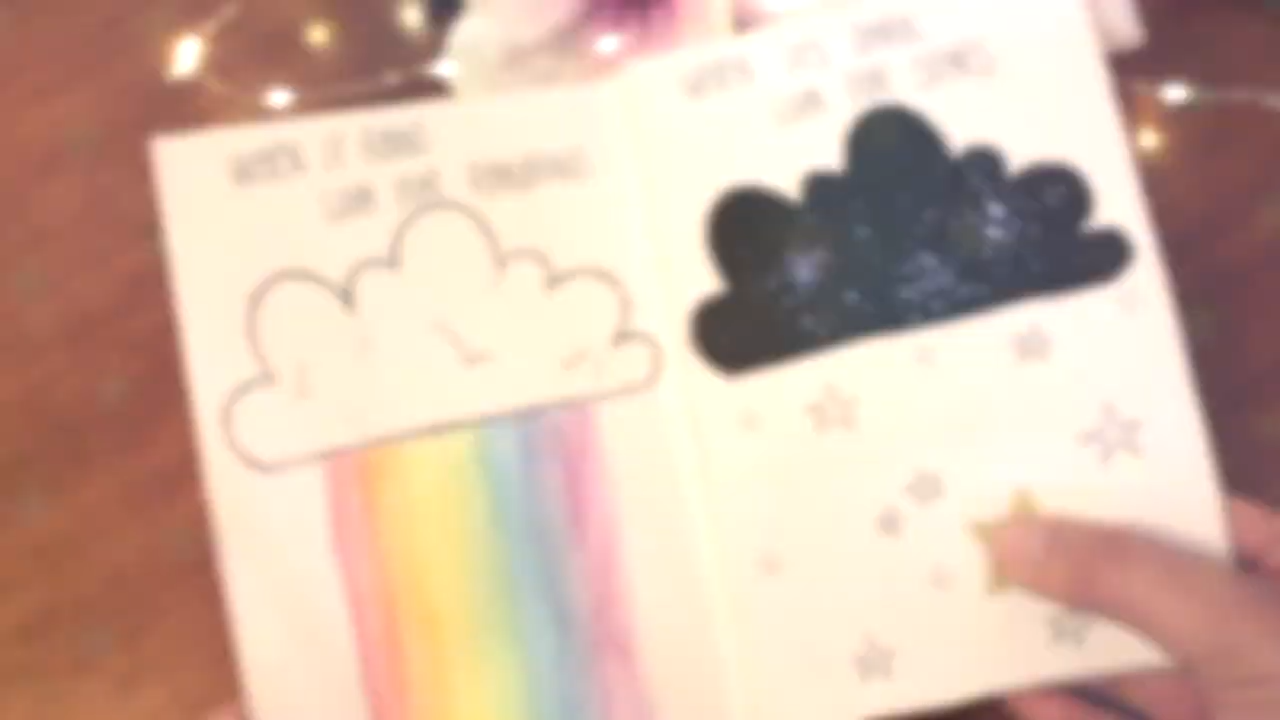 WHEN IT RAINS
LOOK FOR RAINBOWS
WHEN IT'S DARK
LOOK FOR STARS